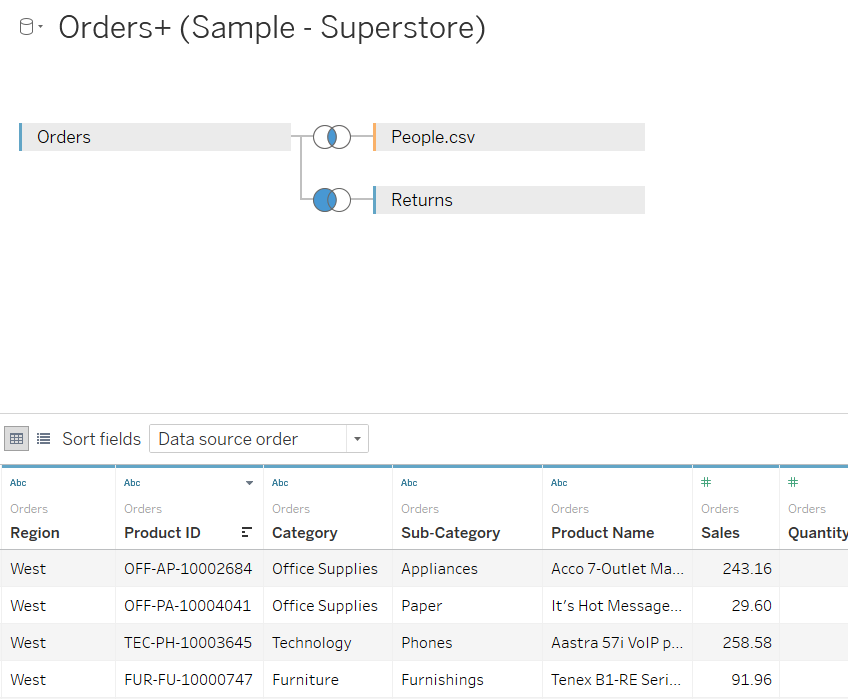 Orders+ (Sample - Superstore)
Orders
People.csv
Returns
Sort fields Data source order
Abc Abc Abc Abc Abc # #
Orders Orders Orders Orders Orders Orders Orders
Region Product ID Category Sub-Category Product Name Sales Quantity
West OFF-AP-10002684 Office Supplies Appliances Acco 7-Outlet Ma... 243.16
West OFF-PA-10004041 Office Supplies Paper It's Hot Message... 29.60
West TEC-PH-10003645 Technology Phones Aastra 57i VoIP p... 258.58
West FUR-FU-10000747 Furniture Furnishings Tenex B1-RE Seri... 91.96